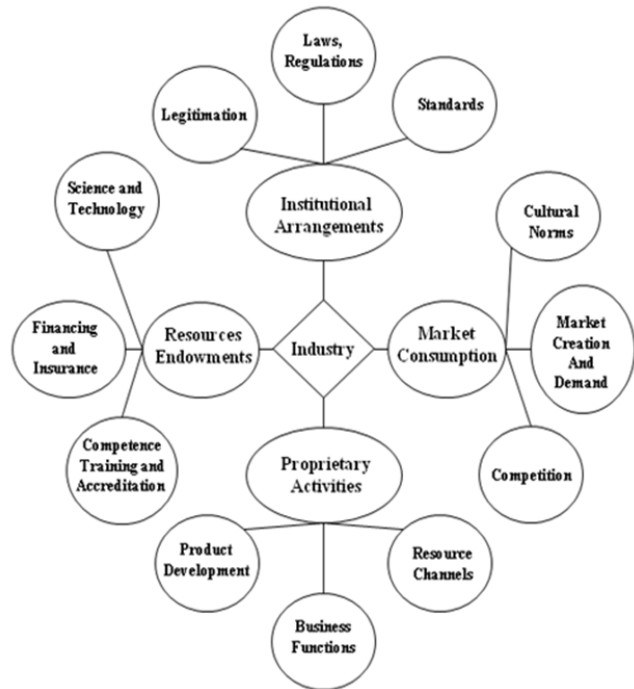 Laws,
Regulations
Legitimation
Standards
Science and
Technology
Institutional
Arrangements
Cultural
Norms
Financing
and
Insurance
Resources
Endowments
Industry
Market
Consumption
Market
Creation
And
Demand
Competence
Training and
Accreditation
Proprietary
Activities
Competition
Product
Development
Resource
Channels
Business
Functions